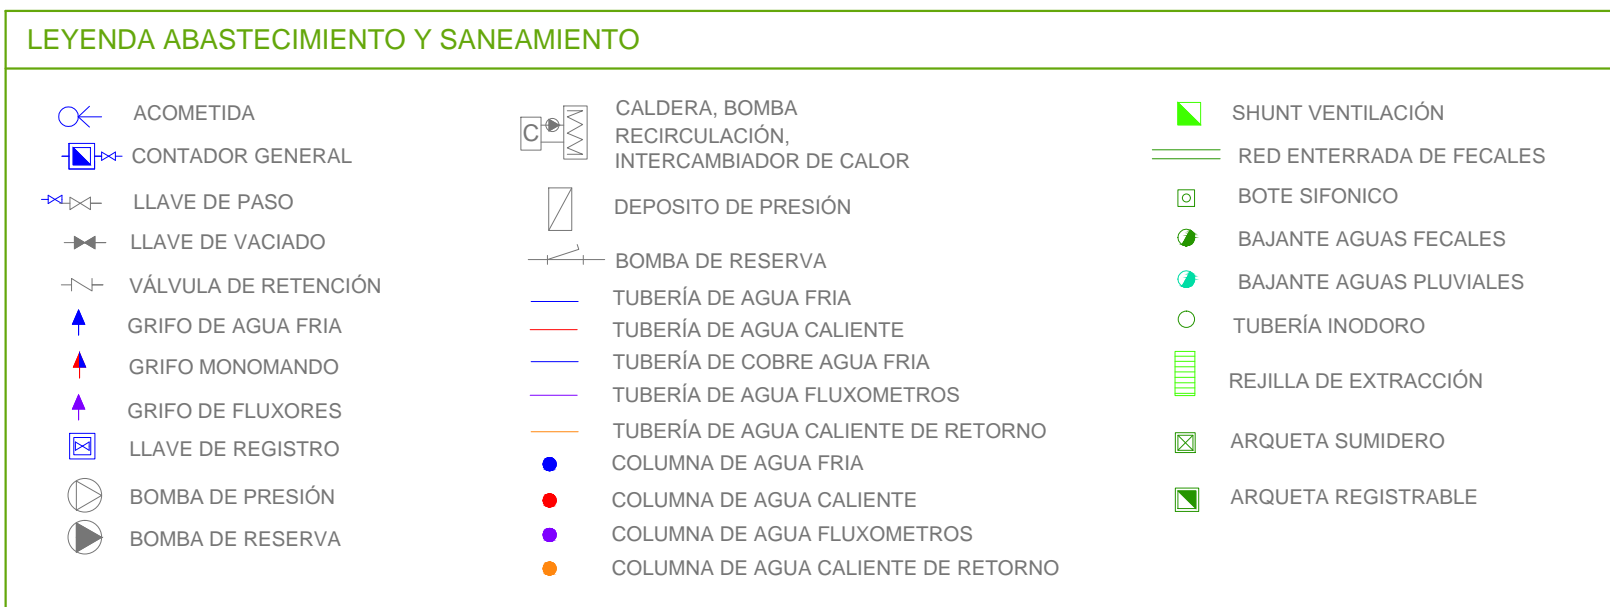 LEYENDA ABASTECIMIENTO Y SANEAMIENTO
ACOMETIDA
CONTADOR GENERAL
LLAVE DE PASO
LLAVE DE VACIADO
VÁLVULA DE RETENCIÓN
GRIFO DE AGUA FRIA
GRIFO MONOMANDO
GRIFO DE FLUXORES
LLAVE DE REGISTRO
BOMBA DE PRESIÓN
BOMBA DE RESERVA
C
CALDERA, BOMBA
RECIRCULACIÓN,
INTERCAMBIADOR DE CALOR
DEPOSITO DE PRESIÓN
BOMBA DE RESERVA
TUBERÍA DE AGUA FRIA
TUBERÍA DE AGUA CALIENTE
TUBERÍA DE COBRE AGUA FRIA
TUBERÍA DE AGUA FLUXOMETROS
TUBERÍA DE AGUA CALIENTE DE RETORNO
COLUMNA DE AGUA FRIA
COLUMNA DE AGUA CALIENTE
COLUMNA DE AGUA FLUXOMETROS
COLUMNA DE AGUA CALIENTE DE RETORNO
SHUNT VENTILACIÓN
RED ENTERRADA DE FECALES
BOTE SIFONICO
BAJANTE AGUAS FECALES
BAJANTE AGUAS PLUVIALES
TUBERÍA INODORO
REJILLA DE EXTRACCIÓN
ARQUETA SUMIDERO
ARQUETA REGISTRABLE